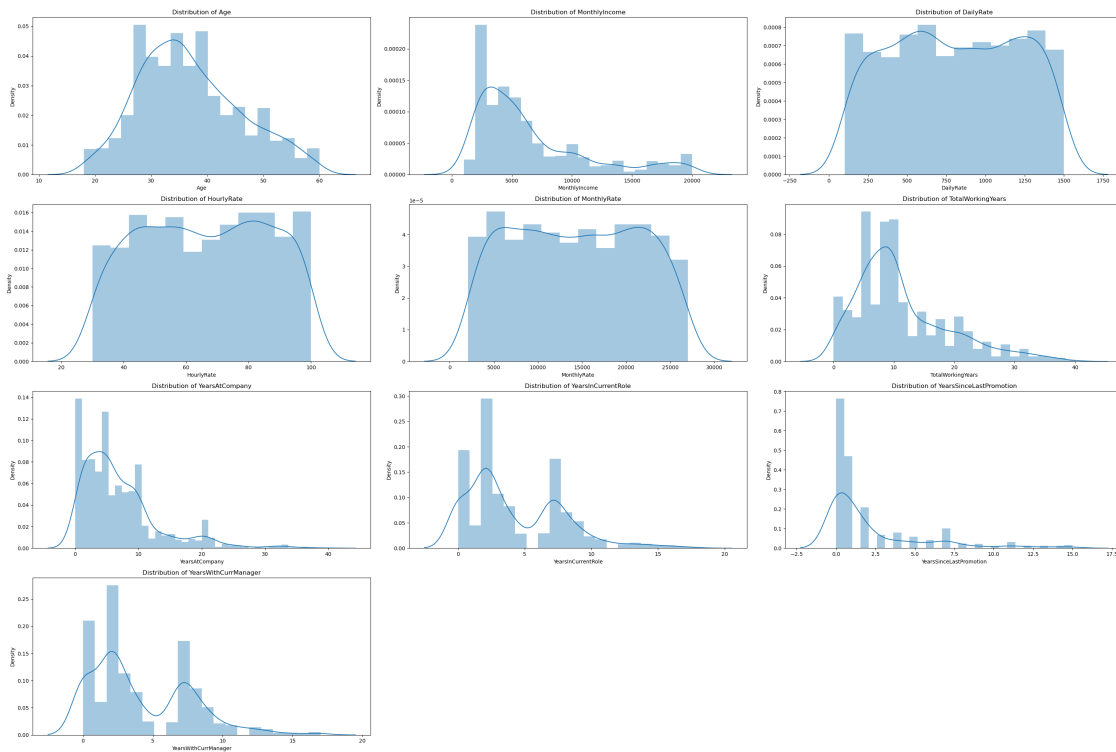 Distribution of Age
Density
0.05
0.04
0.03
0.02
0.01
0.00
10 20 30 40 50 60
Age
Distribution of MonthlyIncome
Density
0.00020
0.00015
0.00010
0.00005
0.00000
0 5000 10000 15000 20000
MonthlyIncome
Distribution of DailyRate
Density
0.0008
0.0007
0.0006
0.0005
0.0004
0.0003
0.0002
0.0001
0.0000
−250 0 250 500 750 1000 1250 1500 1750
DailyRate
Distribution of HourlyRate
Density
0.016
0.014
0.012
0.010
0.008
0.006
0.004
0.002
0.000
20 40 60 80 100
HourlyRate
1e−5
Distribution of MonthlyRate
Density
4
3
2
1
0
0 5000 10000 15000 20000 25000 30000
MonthlyRate
Distribution of TotalWorkingYears
Density
0.08
0.06
0.04
0.02
0.00
0 10 20 30 40
TotalWorkingYears
Distribution of YearsAtCompany
Density
0.14
0.12
0.10
0.08
0.06
0.04
0.02
0.00
0 10 20 30 40
YearsAtCompany
Distribution of YearsInCurrentRole
Density
0.30
0.25
0.20
0.15
0.10
0.05
0.00
0 5 10 15 20
YearsInCurrentRole
Distribution of YearsSinceLastPromotion
Density
0.8
0.7
0.6
0.5
0.4
0.3
0.2
0.1
0.0
−2.5 0.0 2.5 5.0 7.5 10.0 12.5 15.0 17.5
YearsSinceLastPromotion
Distribution of YearsWithCurrManager
Density
0.25
0.20
0.15
0.10
0.05
0.00
0 5 10 15 20
YearsWithCurrManager